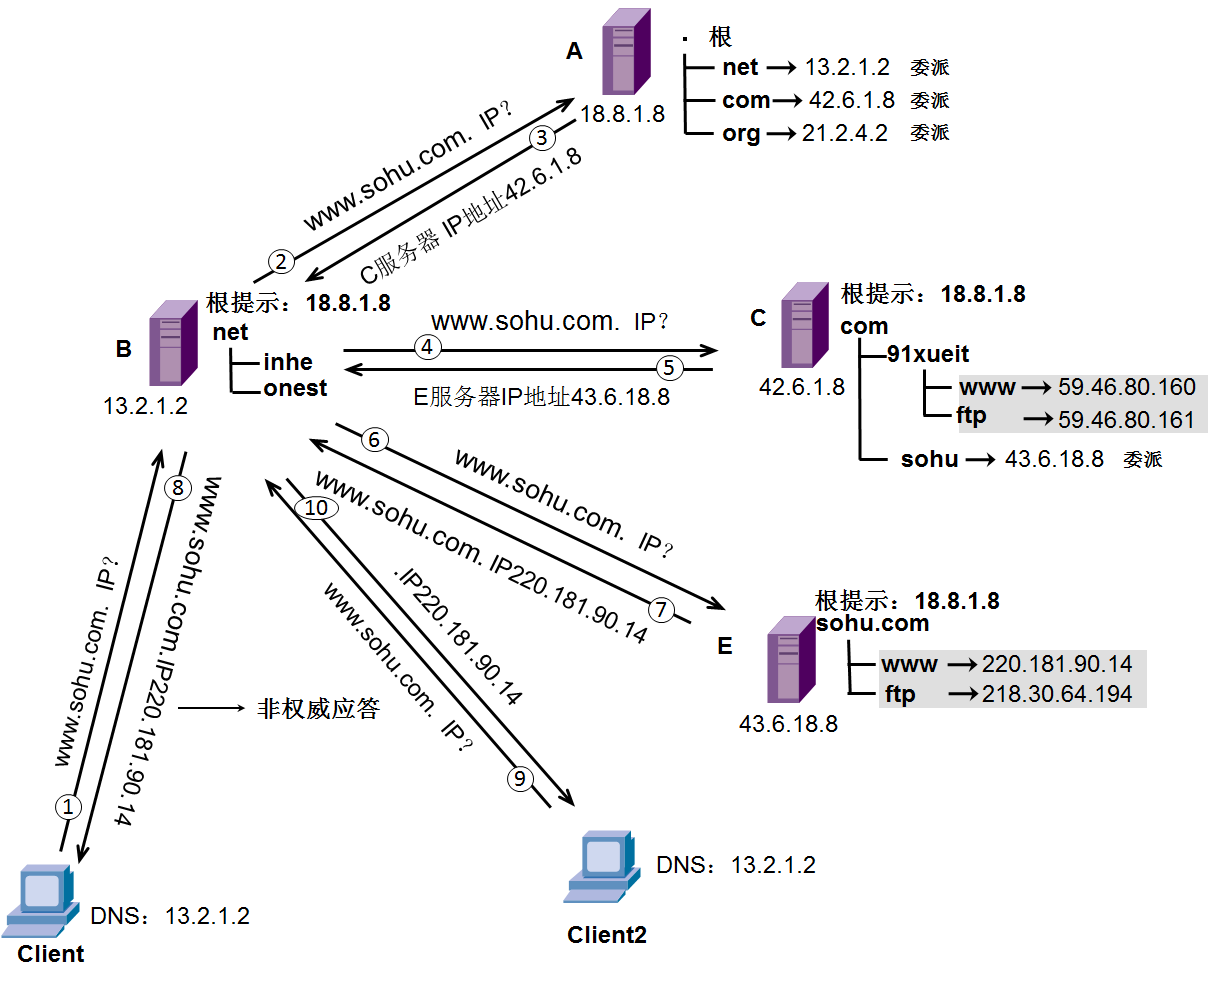 A
18.8.1.8
. 根
net 13.2.1.2 委派
com 42.6.1.8 委派
org 21.2.4.2 委派
www.sohu.com. IP?
②
③
C服务器 IP地址42.6.1.8
B
13.2.1.2
根提示：18.8.1.8
net
inhe
onest
www.sohu.com. IP?
④
⑤
E服务器IP地址43.6.18.8
C
42.6.1.8
根提示：18.8.1.8
com
91xueit
www 59.46.80.160
ftp 59.46.80.161
sohu 43.6.18.8 委派
⑥
www.sohu.com. IP?
www.sohu.com. IP220.181.90.14
⑦
E
43.6.18.8
根提示：18.8.1.8
sohu.com
www 220.181.90.14
ftp 218.30.64.194
⑧
www.sohu.com.IP220.181.90.14
www.sohu.com. IP?
①
非权威应答
⑩
.IP220.181.90.14
www.sohu.com. IP?
⑨
DNS：13.2.1.2
Client
DNS：13.2.1.2
Client2